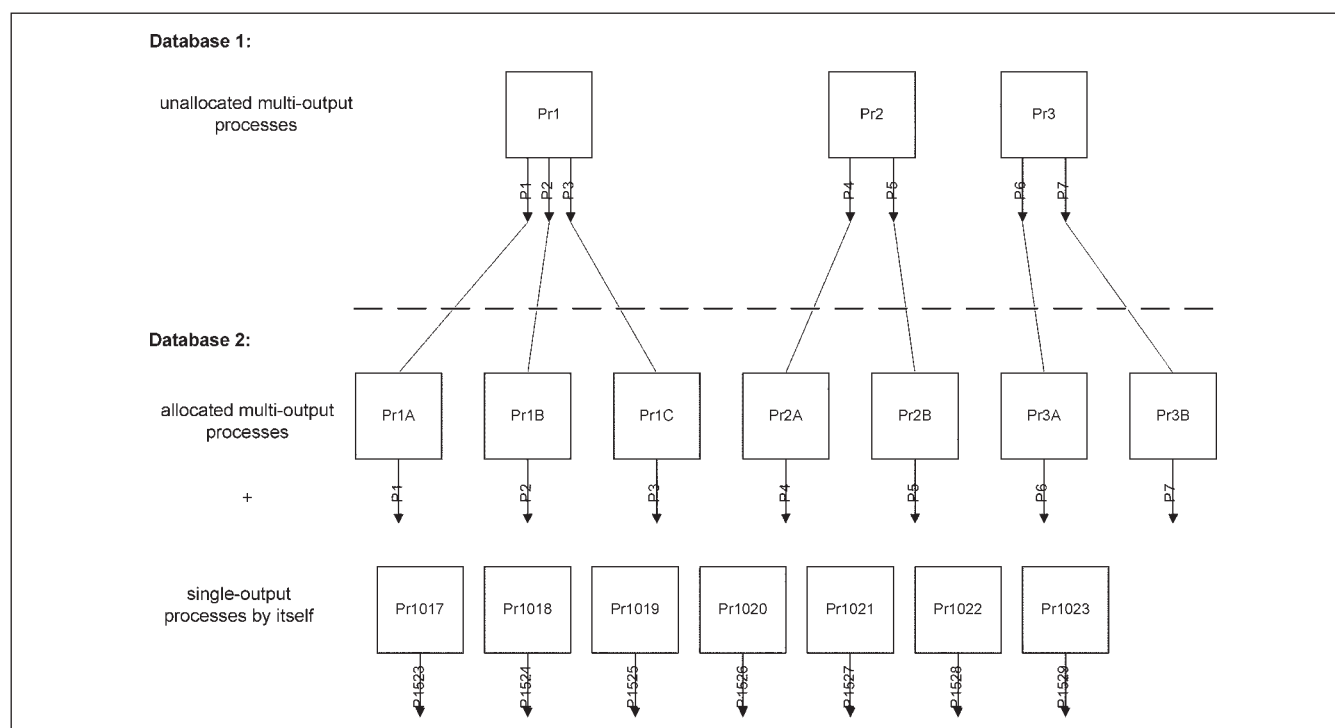 Database 1:
unallocated multi-output
processes
Pr1
Pr2
Pr3
P1
P2
P3
P4
P5
P6
P7
Database 2:
allocated multi-output
processes
Pr1A
Pr1B
Pr1C
Pr2A
Pr2B
Pr3A
Pr3B
P1
P2
P3
P4
P5
P6
P7
+
single-output
processes by itself
Pr1017
Pr1018
Pr1019
Pr1020
Pr1021
Pr1022
Pr1023
P1523
P1524
P1525
P1526
P1527
P1528
P1529